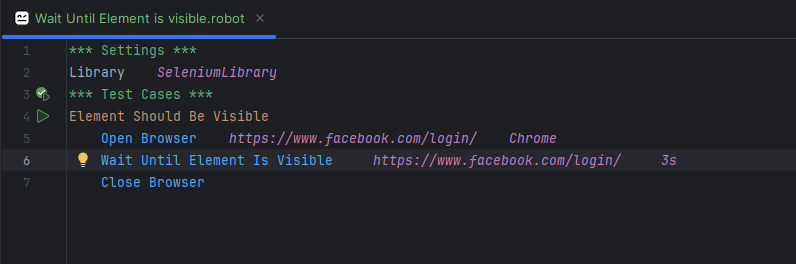 Wait Until Element is visible.robot
1 *** Settings ***
2 Library    SeleniumLibrary
3 *** Test Cases ***
4 Element Should Be Visible
5     Open Browser    https://www.facebook.com/login/    Chrome
6     Wait Until Element Is Visible     https://www.facebook.com/login/     3s
7     Close Browser